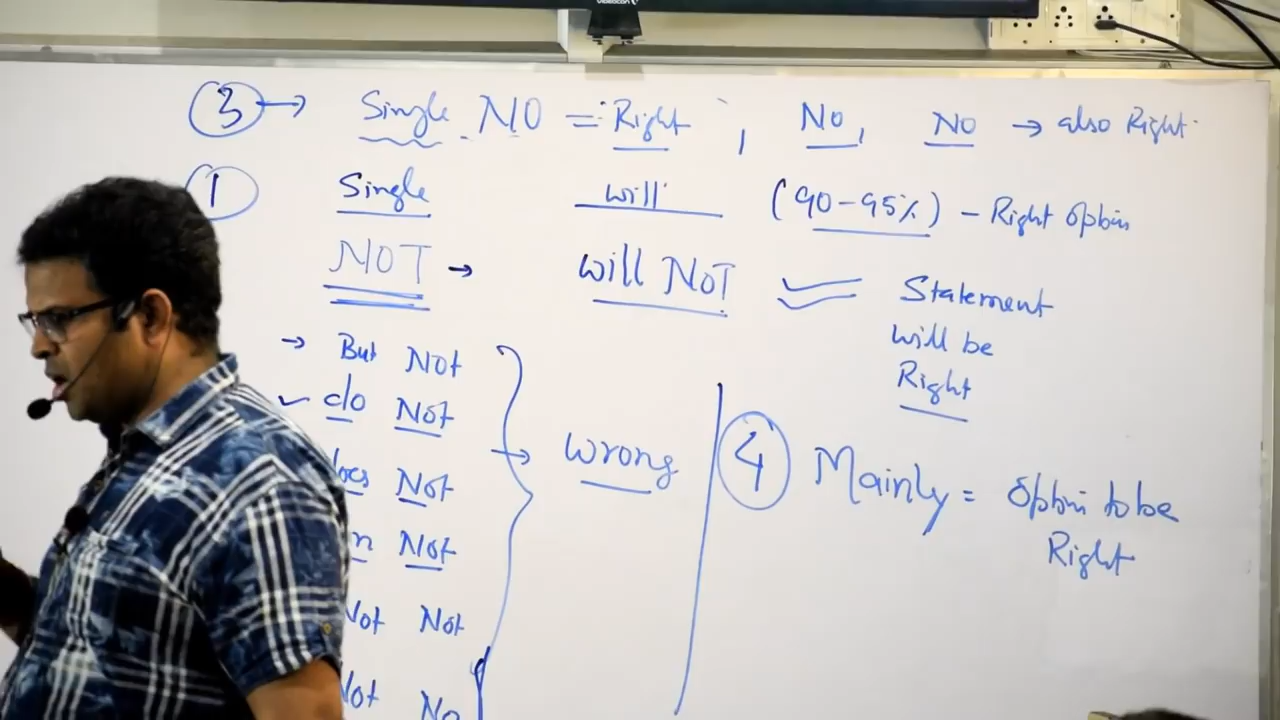 videocon
3 → Single NO = Right , No, No → also Right
1 Single will (90-95%) - Right option
NOT → will NOT Statement
will be
Right
→ But Not
do Not
Not
Not
→ wrong
4 Mainly = option to be
Right
Not Not
Not No